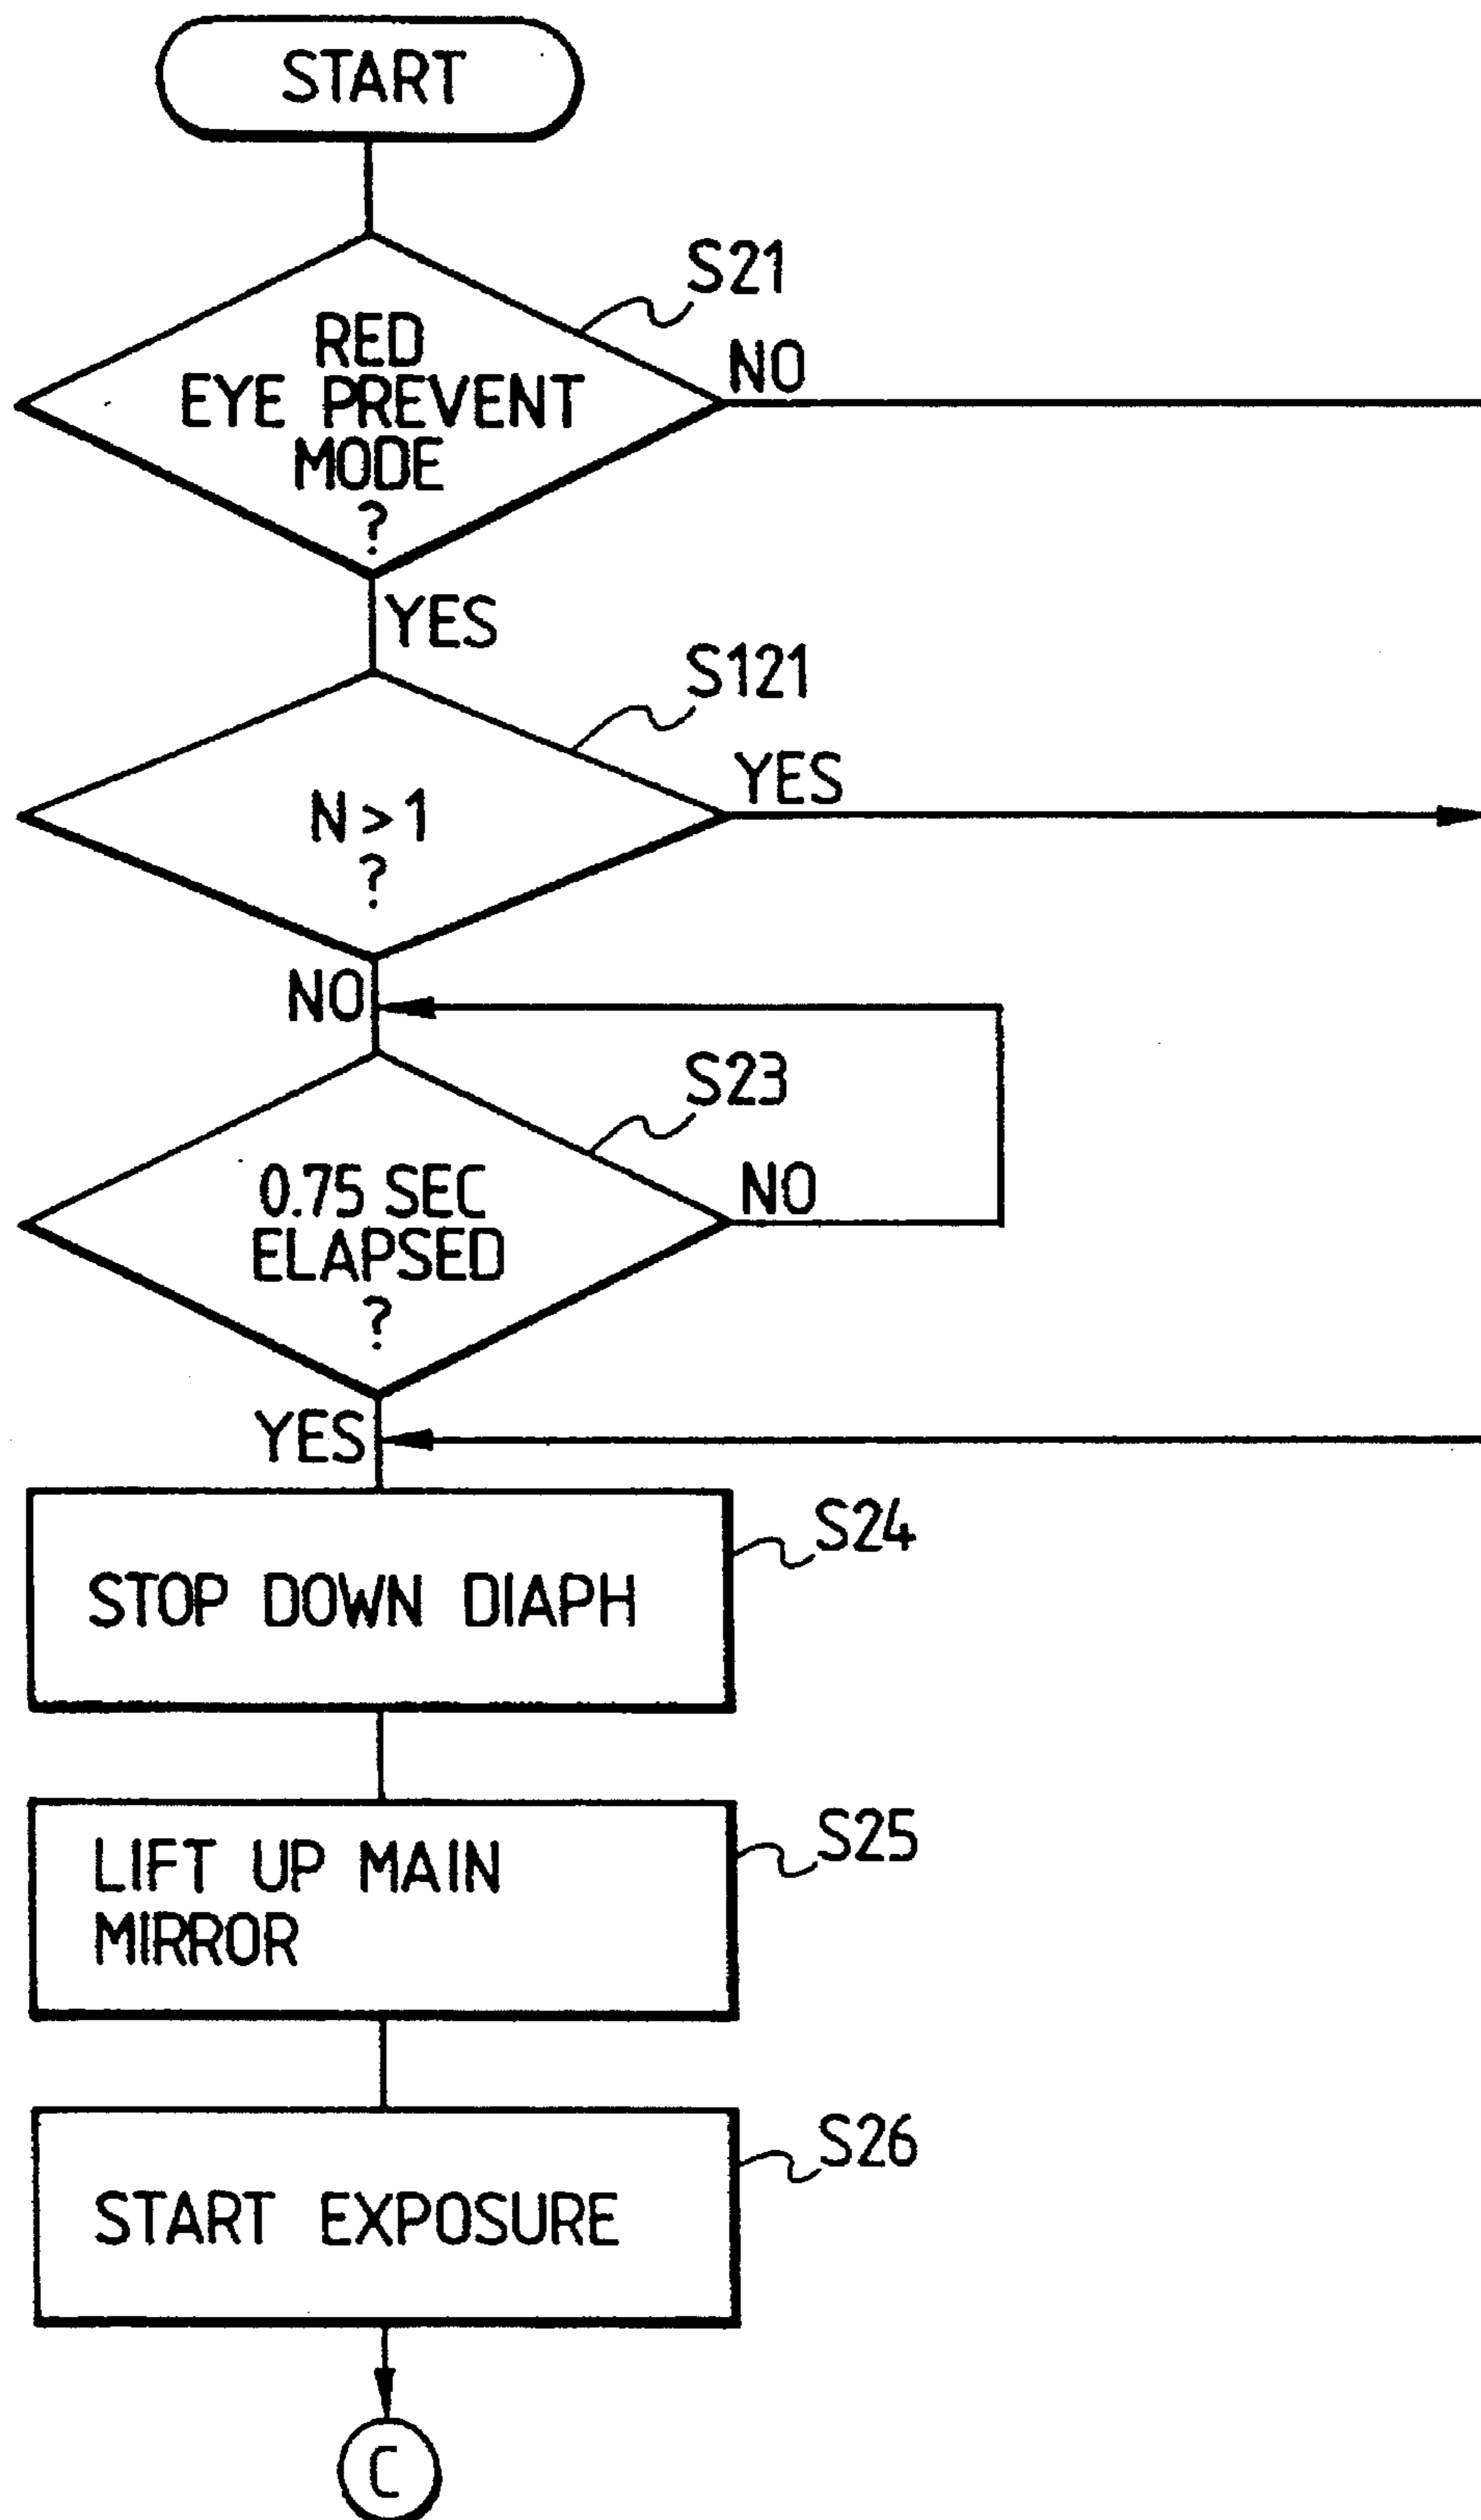 START
S21
RED
EYE PREVENT
MODE
?
NO
YES
S121
N>1
?
YES
NO
S23
0.75 SEC
ELAPSED
?
NO
YES
STOP DOWN DIAPH
S24
LIFT UP MAIN
MIRROR
S25
START EXPOSURE
S26
C